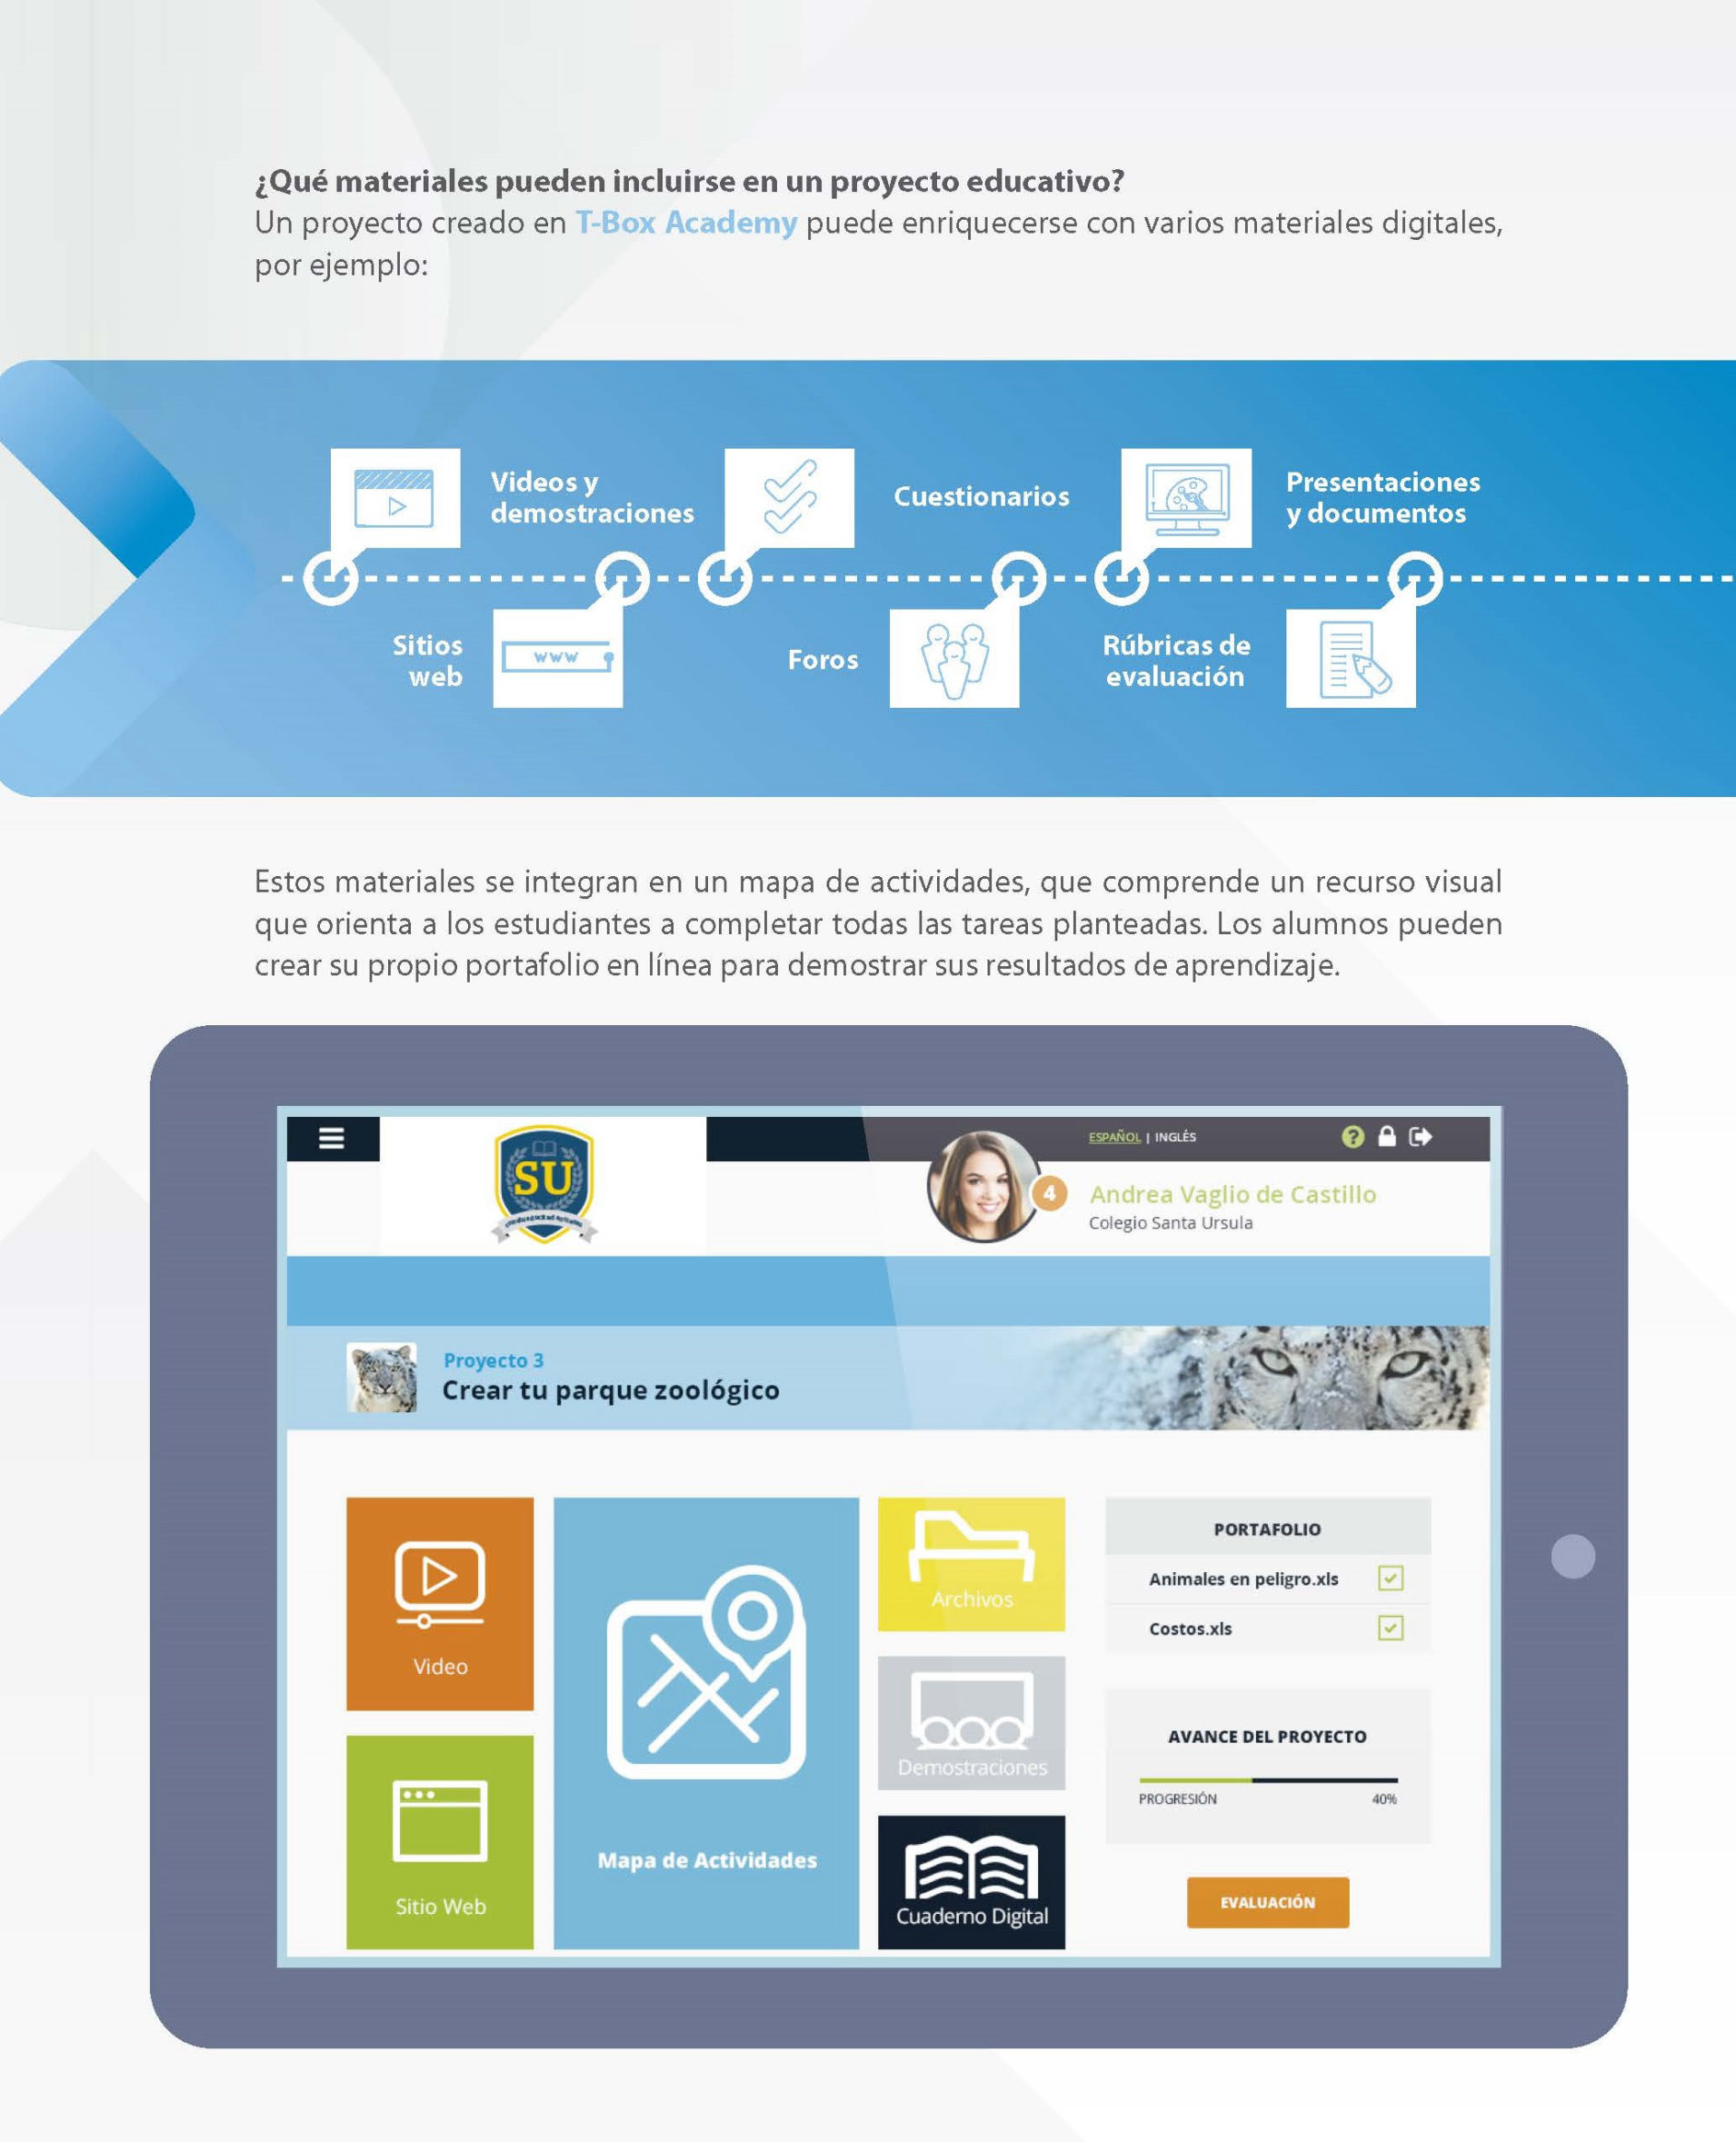 ¿Qué materiales pueden incluirse en un proyecto educativo?
Un proyecto creado en T-Box Academy puede enriquecerse con varios materiales digitales,
por ejemplo:
Videos y
demostraciones
Cuestionarios
Presentaciones
y documentos
Sitios
web
www
Foros
Rúbricas de
evaluación
Estos materiales se integran en un mapa de actividades, que comprende un recurso visual
que orienta a los estudiantes a completar todas las tareas planteadas. Los alumnos pueden
crear su propio portafolio en línea para demostrar sus resultados de aprendizaje.
SU
ESPAÑOL | INGLÉS
?
4
Andrea Vaglio de Castillo
Colegio Santa Ursula
Proyecto 3
Crear tu parque zoológico
Video
Sitio Web
Mapa de Actividades
Archivos
Demostraciones
Cuaderno Digital
PORTAFOLIO
Animales en peligro.xls
Costos.xls
AVANCE DEL PROYECTO
PROGRESIÓN 40%
EVALUACIÓN